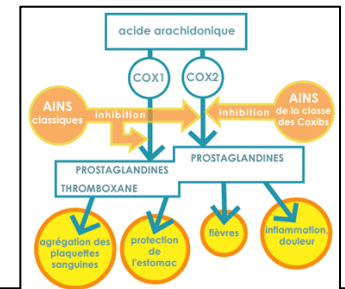 acide arachidonique
COX1
COX2
AINS
classiques
inhibition
inhibition
AINS
de la classe
des Coxibs
PROSTAGLANDINES
THROMBOXANE
PROSTAGLANDINES
agrégation des
plaquettes
sanguines
protection
de
l'estomac
fièvres
inflammation,
douleur